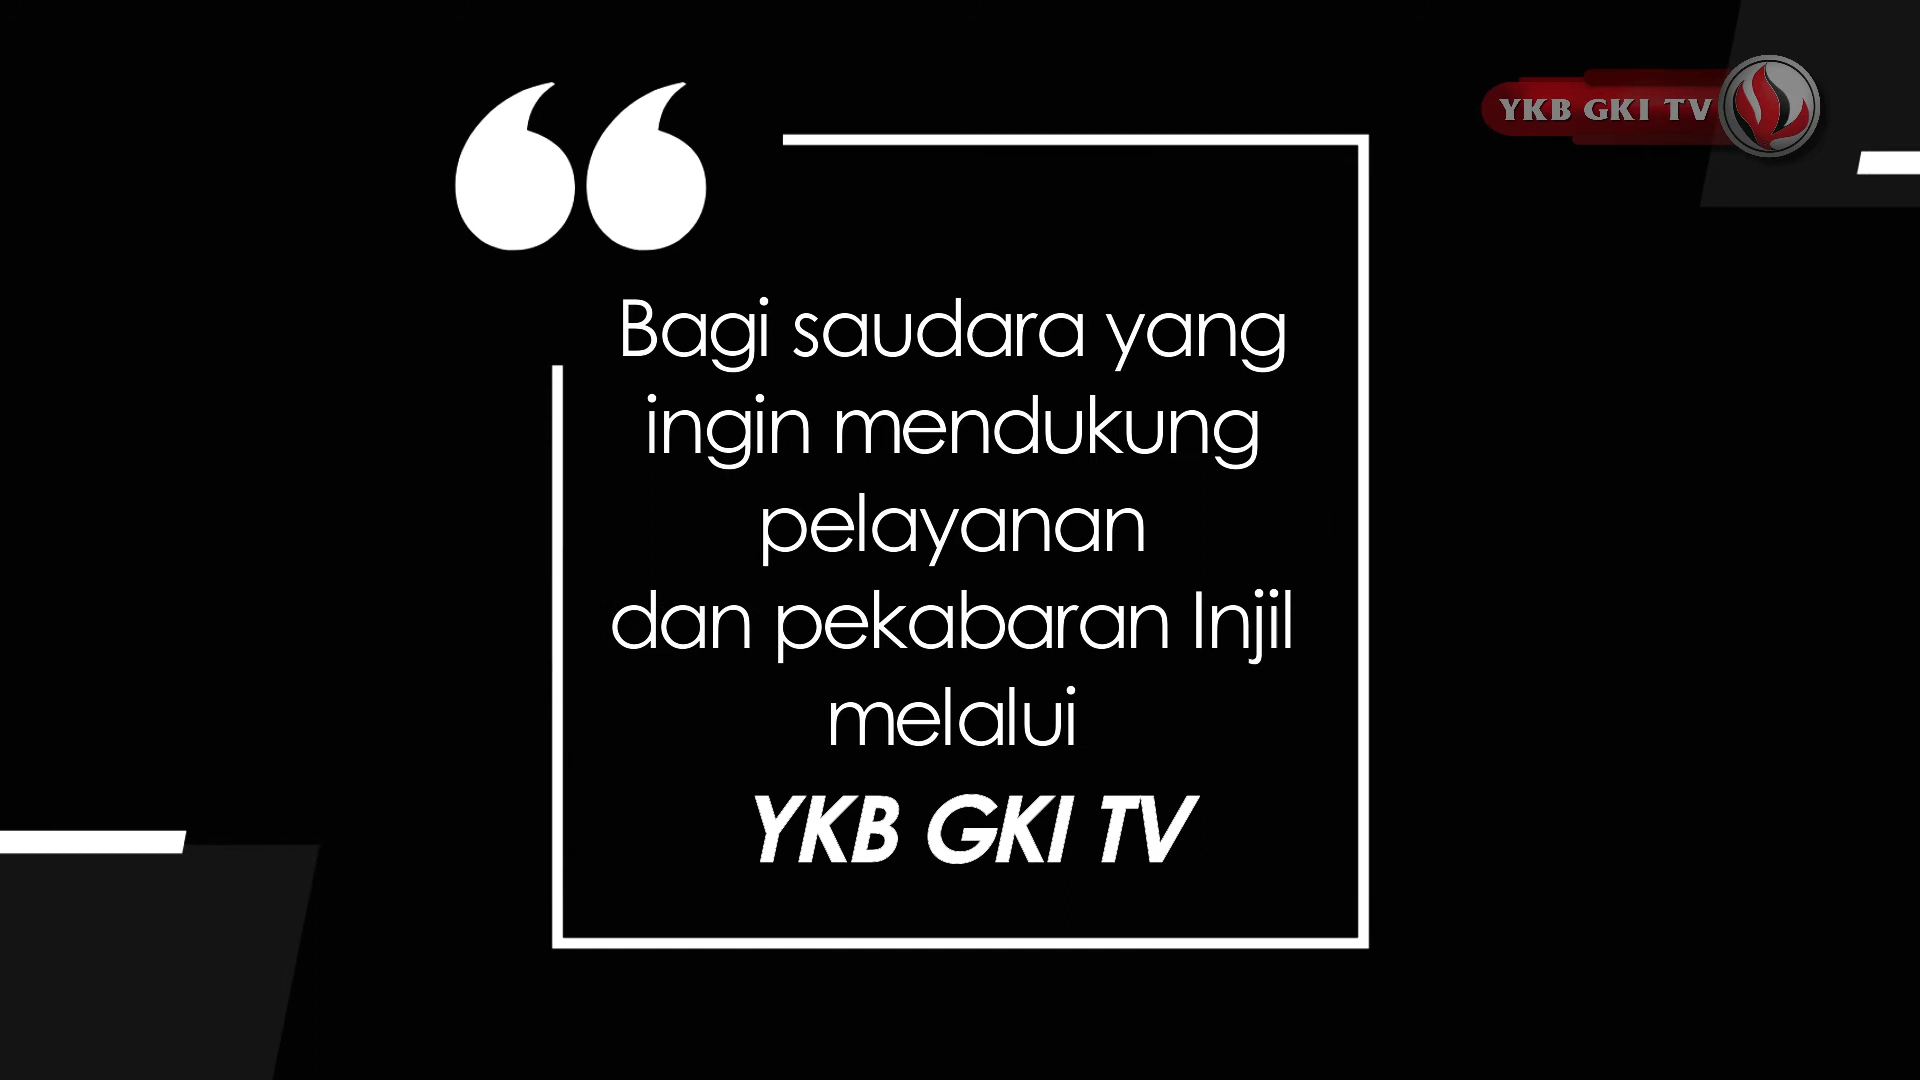 YKB GKI TV
Bagi saudara yang
ingin mendukung
pelayanan
dan pekabaran Injil
melalui
YKB GKI TV